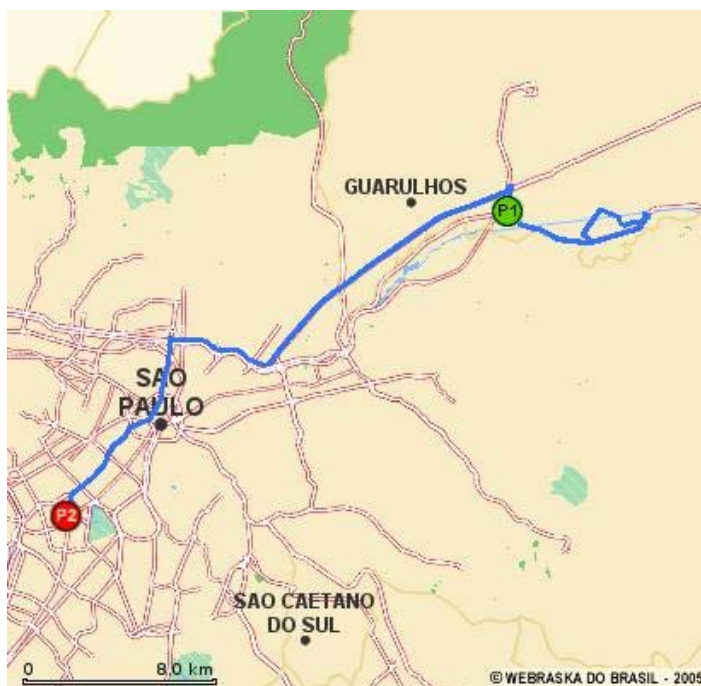 GUARULHOS
P1
SAO
PAULO
P2
SAO CAETANO
DO SUL
0 8.0 km
© WEBRASKA DO BRASIL - 2005